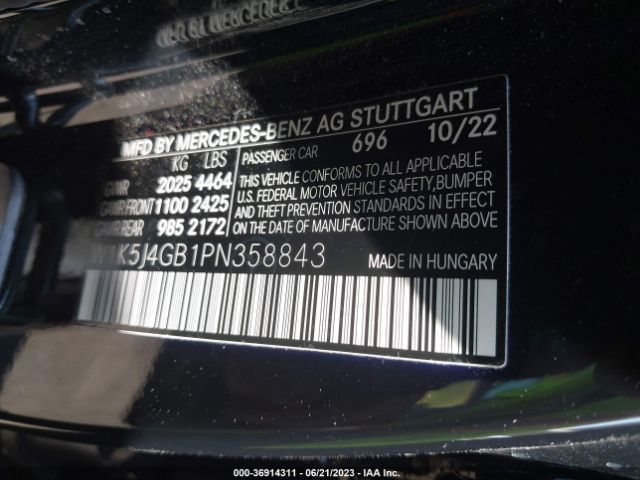 MFD BY MERCEDES-BENZ AG STUTTGART
KG LBS PASSENGER CAR 696 10/22
GVWR 2025 4464
GAWR FRONT 1100 2425
GAWR REAR 985 2172
THIS VEHICLE CONFORMS TO ALL APPLICABLE
U.S. FEDERAL MOTOR VEHICLE SAFETY, BUMPER
AND THEFT PREVENTION STANDARDS IN EFFECT
ON THE DATE OF MANUFACTURE SHOWN ABOVE
W1K5J4GB1PN358843 MADE IN HUNGARY
000-36914311 - 06/21/2023 - IAA Inc.